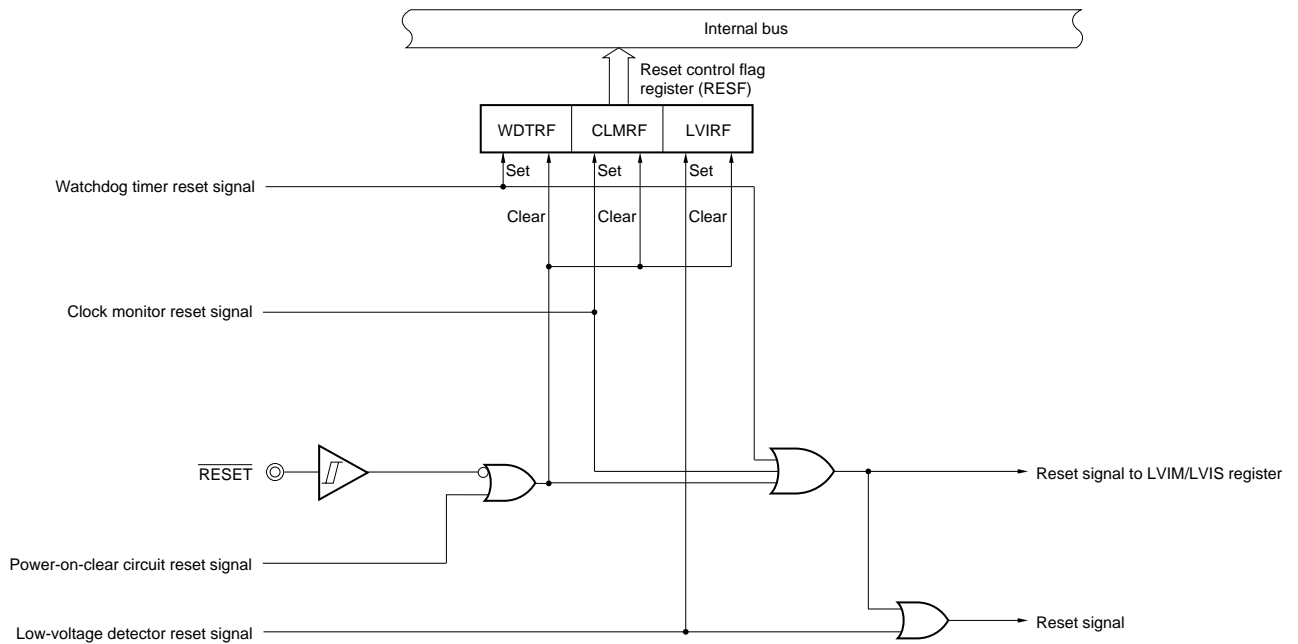 Internal bus
Reset control flag
register (RESF)
WDTRF CLMRF LVIRF
Set Set Set
Watchdog timer reset signal
Clear Clear Clear
Clock monitor reset signal
RESET
Reset signal to LVIM/LVIS register
Power-on-clear circuit reset signal
Low-voltage detector reset signal
Reset signal